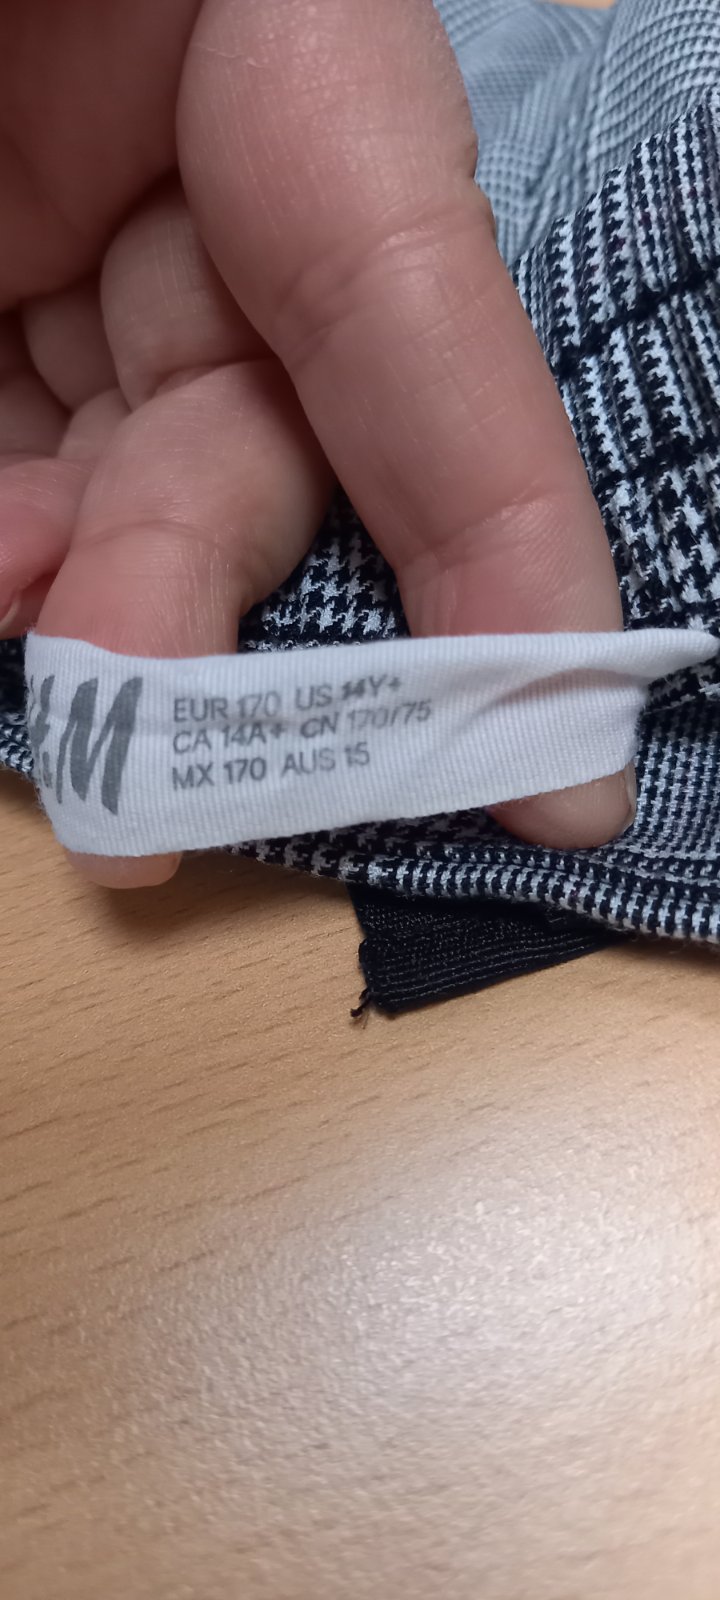 H&M
EUR 170 US 14Y+
CA 14A+ CN 170/75
MX 170 AUS 15